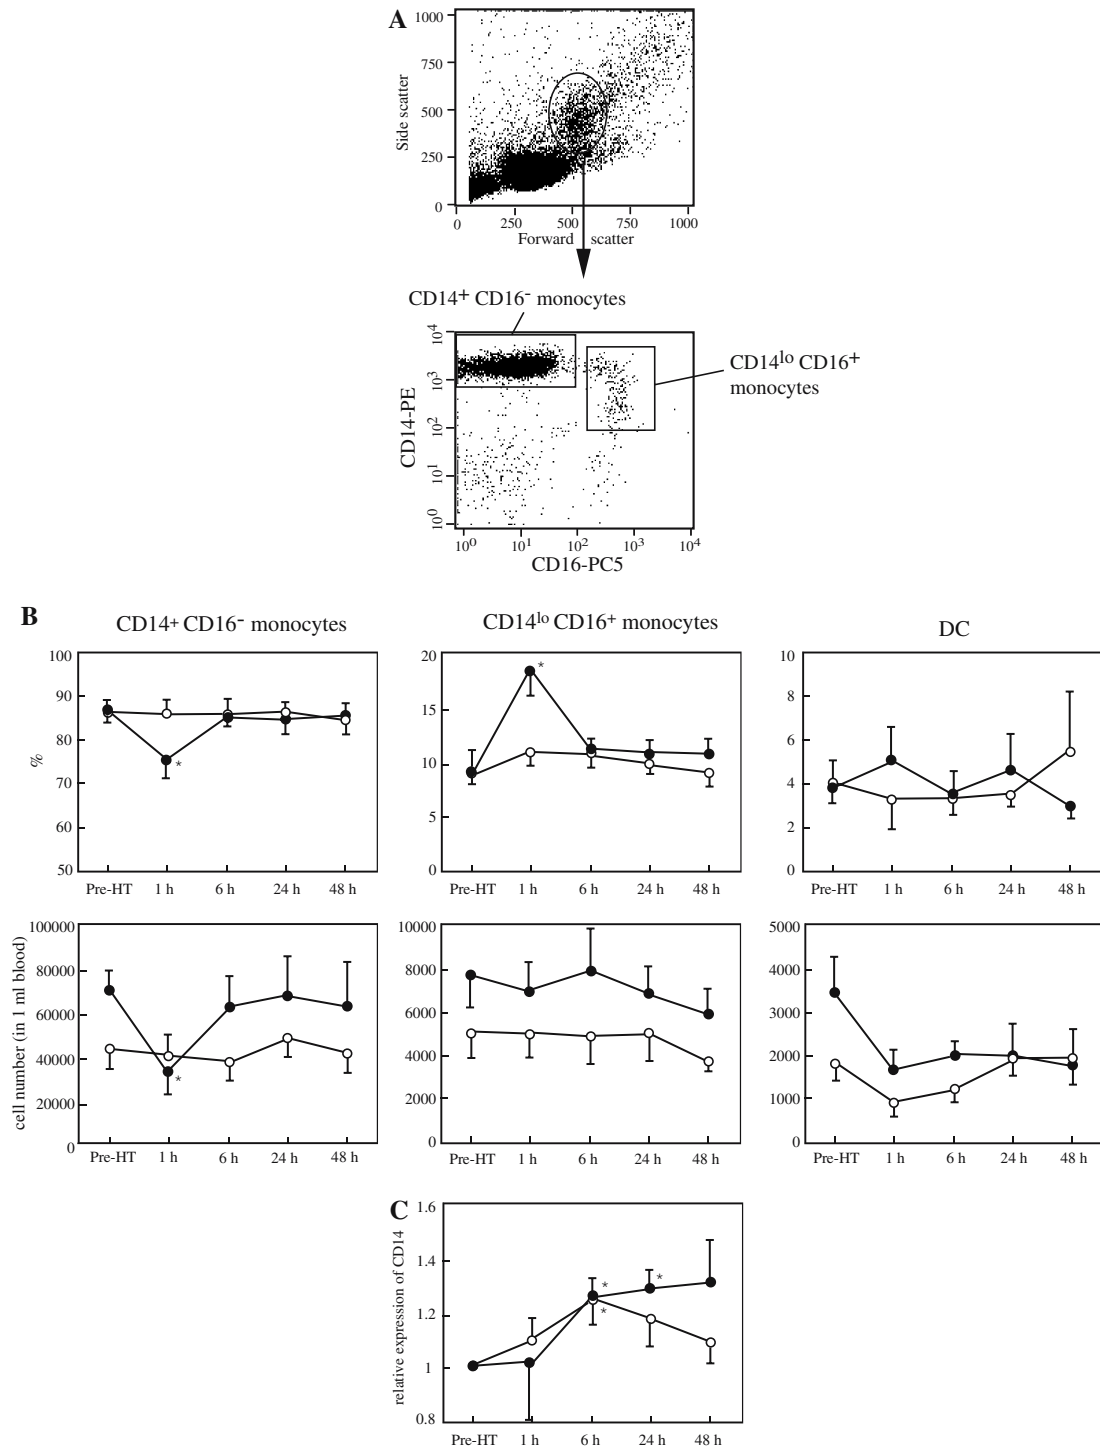 A
1000
750
500
250
0
Side scatter
0 250 500 750 1000
Forward scatter
CD14+ CD16- monocytes
CD14lo CD16+
monocytes
10^4
10^3
10^2
10^1
10^0
CD14-PE
10^0 10^1 10^2 10^3 10^4
CD16-PC5
B
CD14+ CD16- monocytes
100
90
80
70
60
50
%
*
Pre-HT 1 h 6 h 24 h 48 h
CD14lo CD16+ monocytes
20
15
10
5
0
*
Pre-HT 1 h 6 h 24 h 48 h
DC
10
8
6
4
2
0
Pre-HT 1 h 6 h 24 h 48 h
100000
80000
60000
40000
20000
0
cell number (in 1 ml blood)
*
Pre-HT 1 h 6 h 24 h 48 h
10000
8000
6000
4000
2000
0
Pre-HT 1 h 6 h 24 h 48 h
5000
4000
3000
2000
1000
0
Pre-HT 1 h 6 h 24 h 48 h
C
1.6
1.4
1.2
1
0.8
relative expression of CD14
*
*
*
Pre-HT 1 h 6 h 24 h 48 h